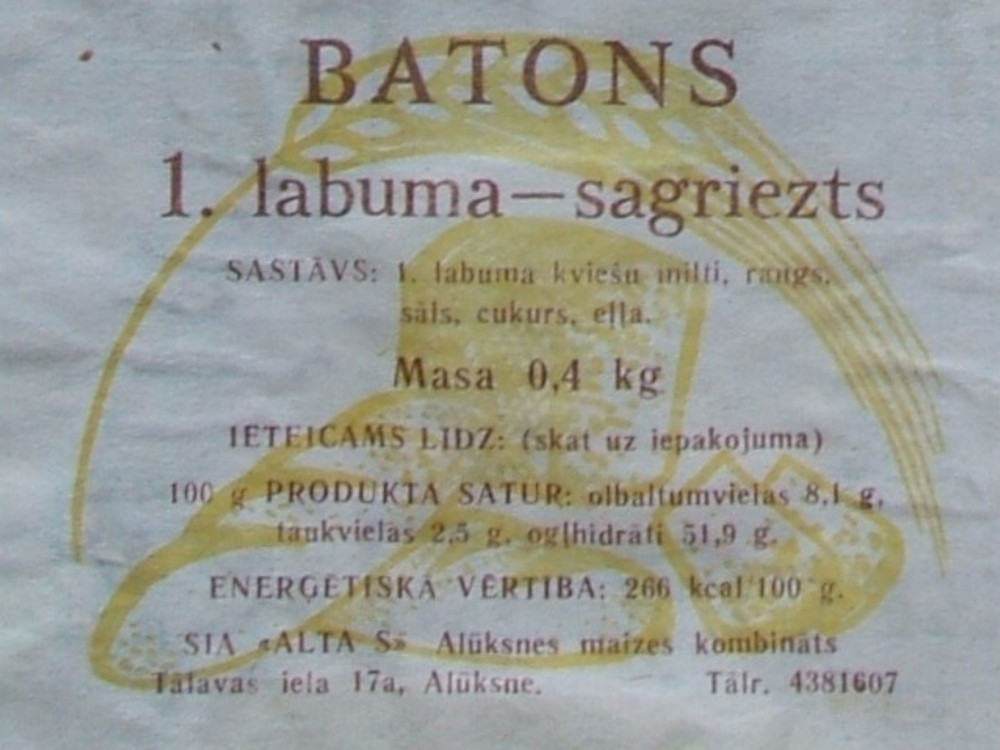 BATONS
1. labuma—sagriezts
SASTĀVS: 1. labuma kviešu milti, raugs,
sāls, cukurs, eļļa.
Masa 0,4 kg
IETEICAMS LĪDZ: (skat uz iepakojuma)
100 g PRODUKTA SATUR: olbaltumvielas 8,1 g,
taukvielas 2,5 g, ogļhidrāti 51,9 g.
ENERĢĒTISKĀ VĒRTĪBA: 266 kcal/100 g.
SIA «ALTA S» Alūksnes maizes kombināts
Tālavas iela 17a, Alūksne. Tālr. 4381607